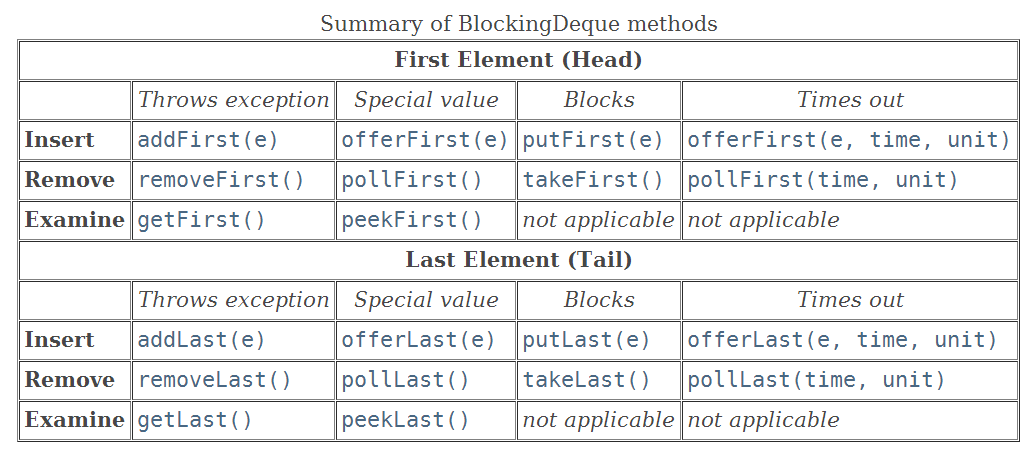 Summary of BlockingDeque methods
First Element (Head)
Throws exception Special value Blocks Times out
Insert addFirst(e) offerFirst(e) putFirst(e) offerFirst(e, time, unit)
Remove removeFirst() pollFirst() takeFirst() pollFirst(time, unit)
Examine getFirst() peekFirst() not applicable not applicable
Last Element (Tail)
Throws exception Special value Blocks Times out
Insert addLast(e) offerLast(e) putLast(e) offerLast(e, time, unit)
Remove removeLast() pollLast() takeLast() pollLast(time, unit)
Examine getLast() peekLast() not applicable not applicable